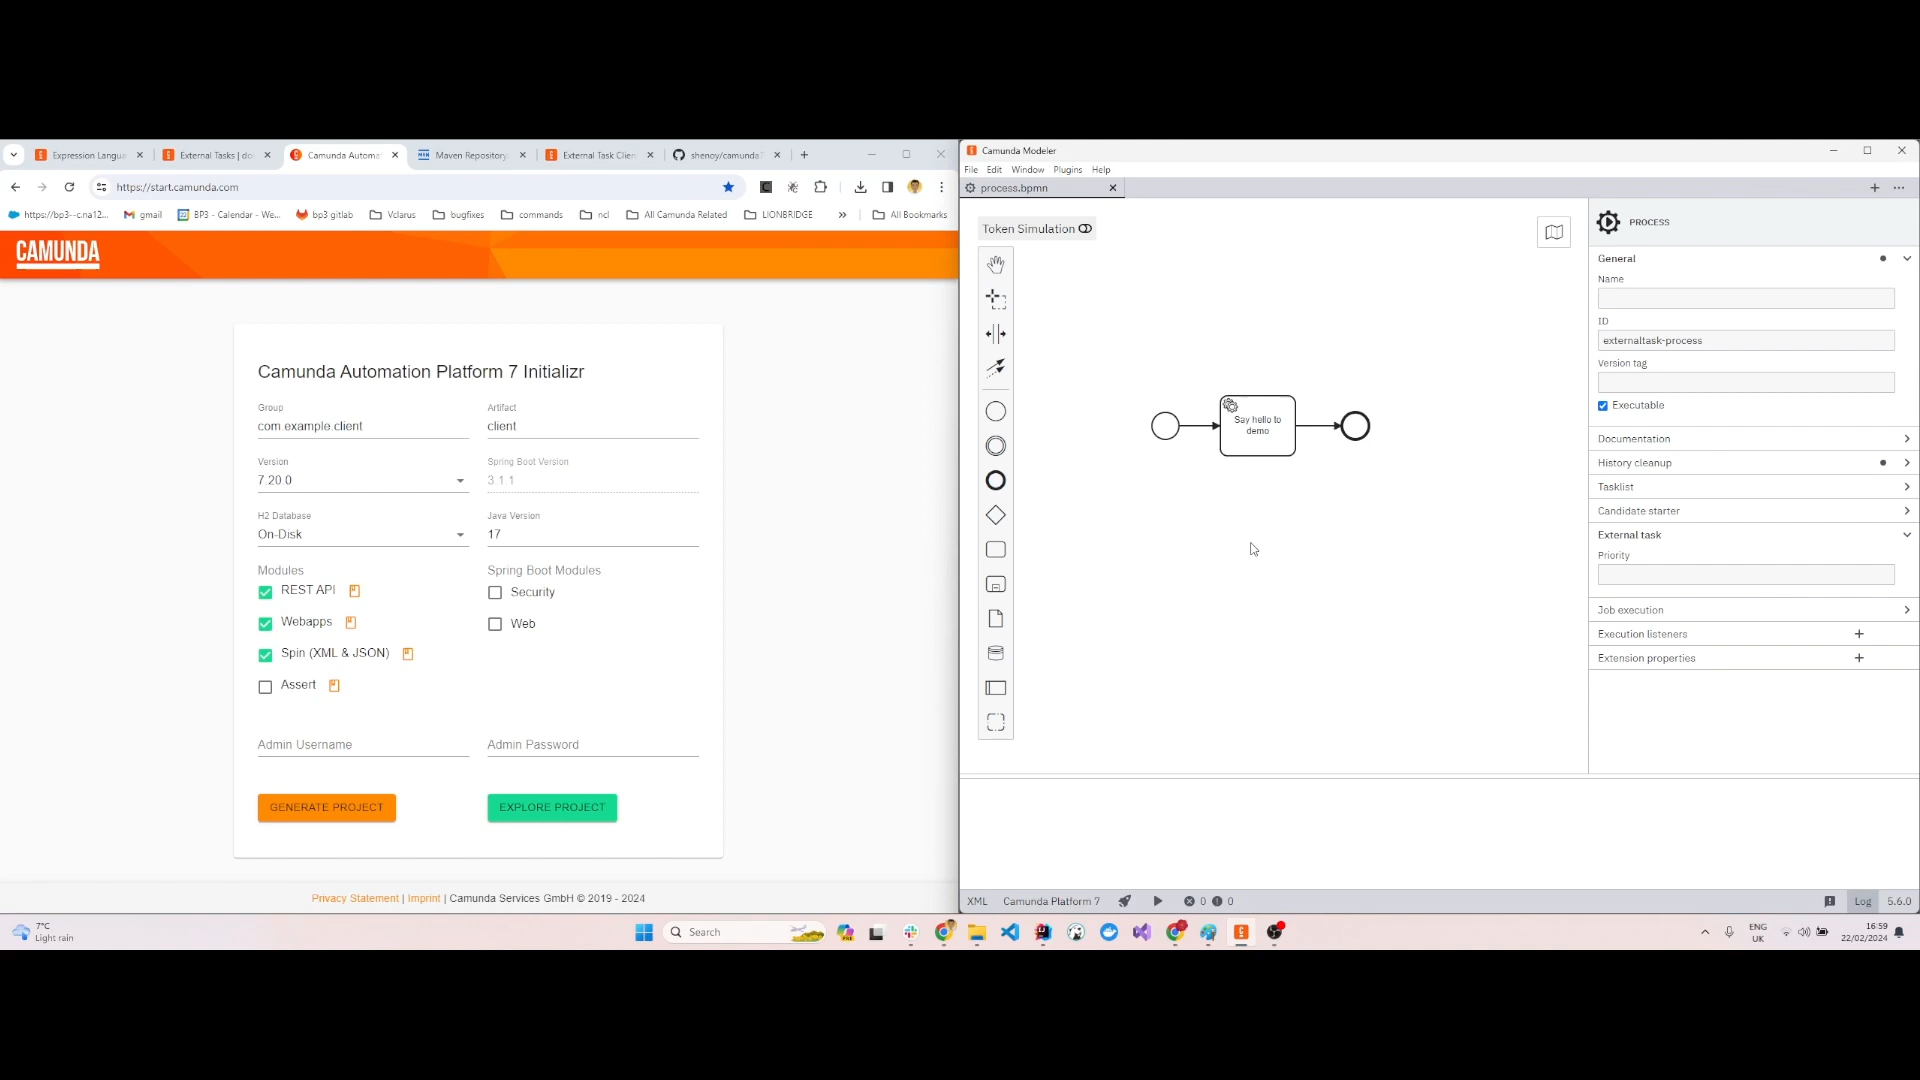 Expression Langua
External Tasks | do
Camunda Automa
Maven Repository
External Task Clien
shenoy/camunda7
https://start.camunda.com
https://bp3--c.na12...
gmail
BP3 - Calendar - We...
bp3 gitlab
Vclarus
bugfixes
commands
ncl
All Camunda Related
LIONBRIDGE
»
All Bookmarks
CAMUNDA
Camunda Automation Platform 7 Initializr
Group
com.example.client
Artifact
client
Version
7.20.0
Spring Boot Version
3.1.1
H2 Database
On-Disk
Java Version
17
Modules
REST API
Webapps
Spin (XML & JSON)
Assert
Spring Boot Modules
Security
Web
Admin Username
Admin Password
GENERATE PROJECT
EXPLORE PROJECT
Privacy Statement | Imprint | Camunda Services GmbH © 2019 - 2024
Camunda Modeler
File Edit Window Plugins Help
process.bpmn
Token Simulation
Say hello to
demo
PROCESS
General
Name
ID
externaltask-process
Version tag
Executable
Documentation
History cleanup
Tasklist
Candidate starter
External task
Priority
Job execution
Execution listeners
Extension properties
XML
Camunda Platform 7
0
0
Log
5.6.0
7°C
Light rain
Search
ENG
UK
16:59
22/02/2024